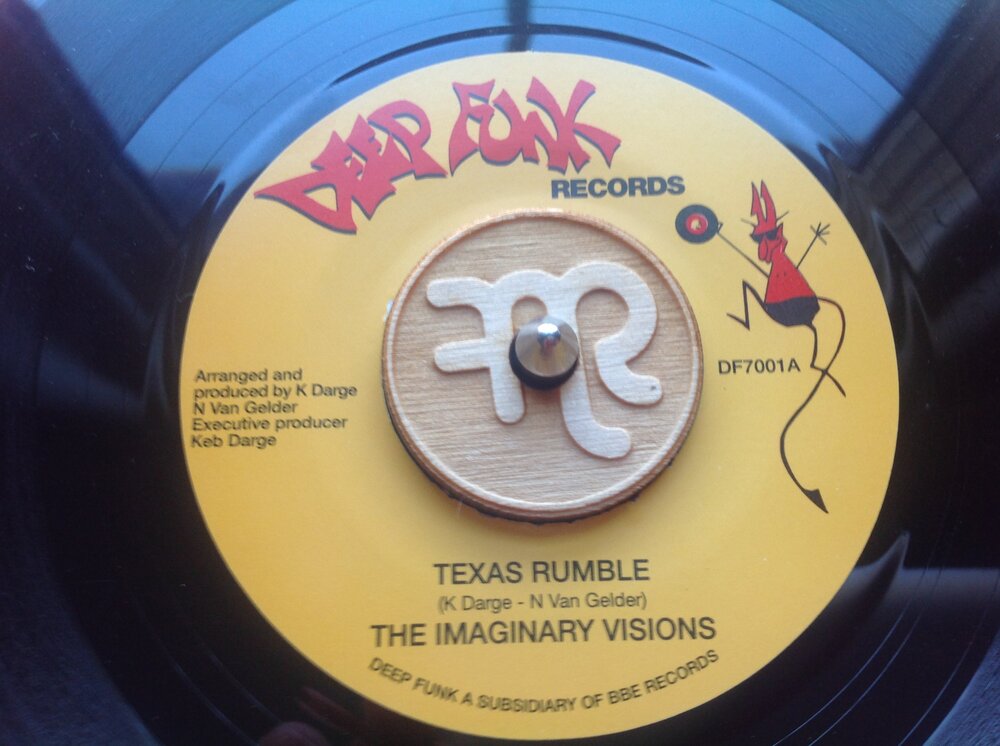 DEEP FUNK
RECORDS
DF7001A
Arranged and
produced by K Darge
N Van Gelder
Executive producer
Keb Darge
TEXAS RUMBLE
(K Darge - N Van Gelder)
THE IMAGINARY VISIONS
DEEP FUNK A SUBSIDIARY OF BBE RECORDS